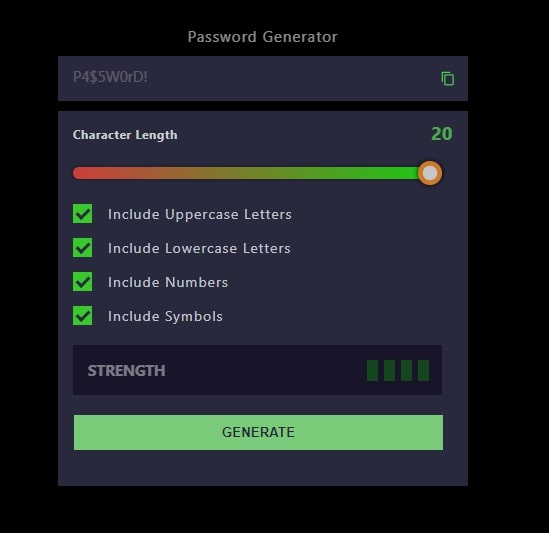 Password Generator
P4$5W0rD!
Character Length
20
Include Uppercase Letters
Include Lowercase Letters
Include Numbers
Include Symbols
STRENGTH
GENERATE